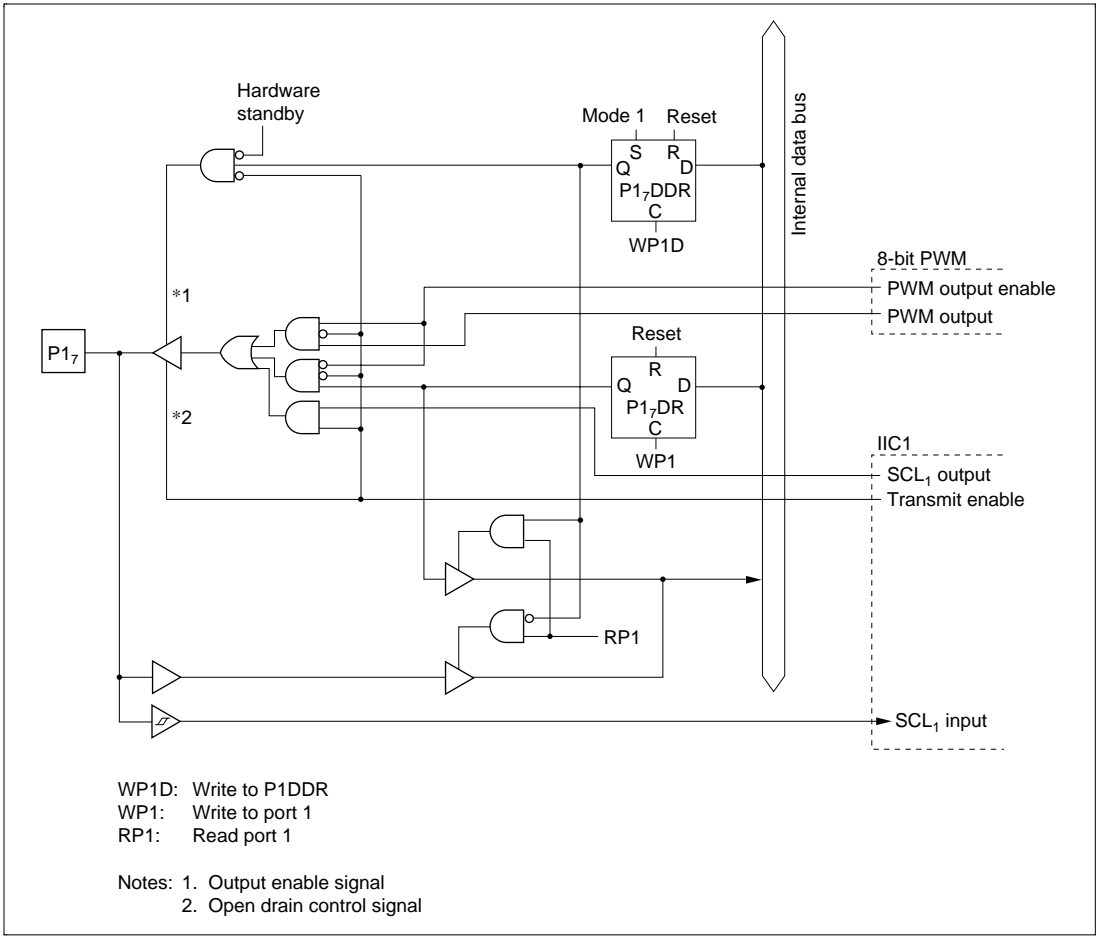 Hardware
standby
Mode 1 Reset
S R
Q D
P1₇DDR
C
WP1D
Internal data bus
8-bit PWM
PWM output enable
PWM output
*1
P1₇
*2
Reset
R
Q D
P1₇DR
C
WP1
IIC1
SCL₁ output
Transmit enable
RP1
SCL₁ input
WP1D: Write to P1DDR
WP1: Write to port 1
RP1: Read port 1
Notes: 1. Output enable signal
2. Open drain control signal